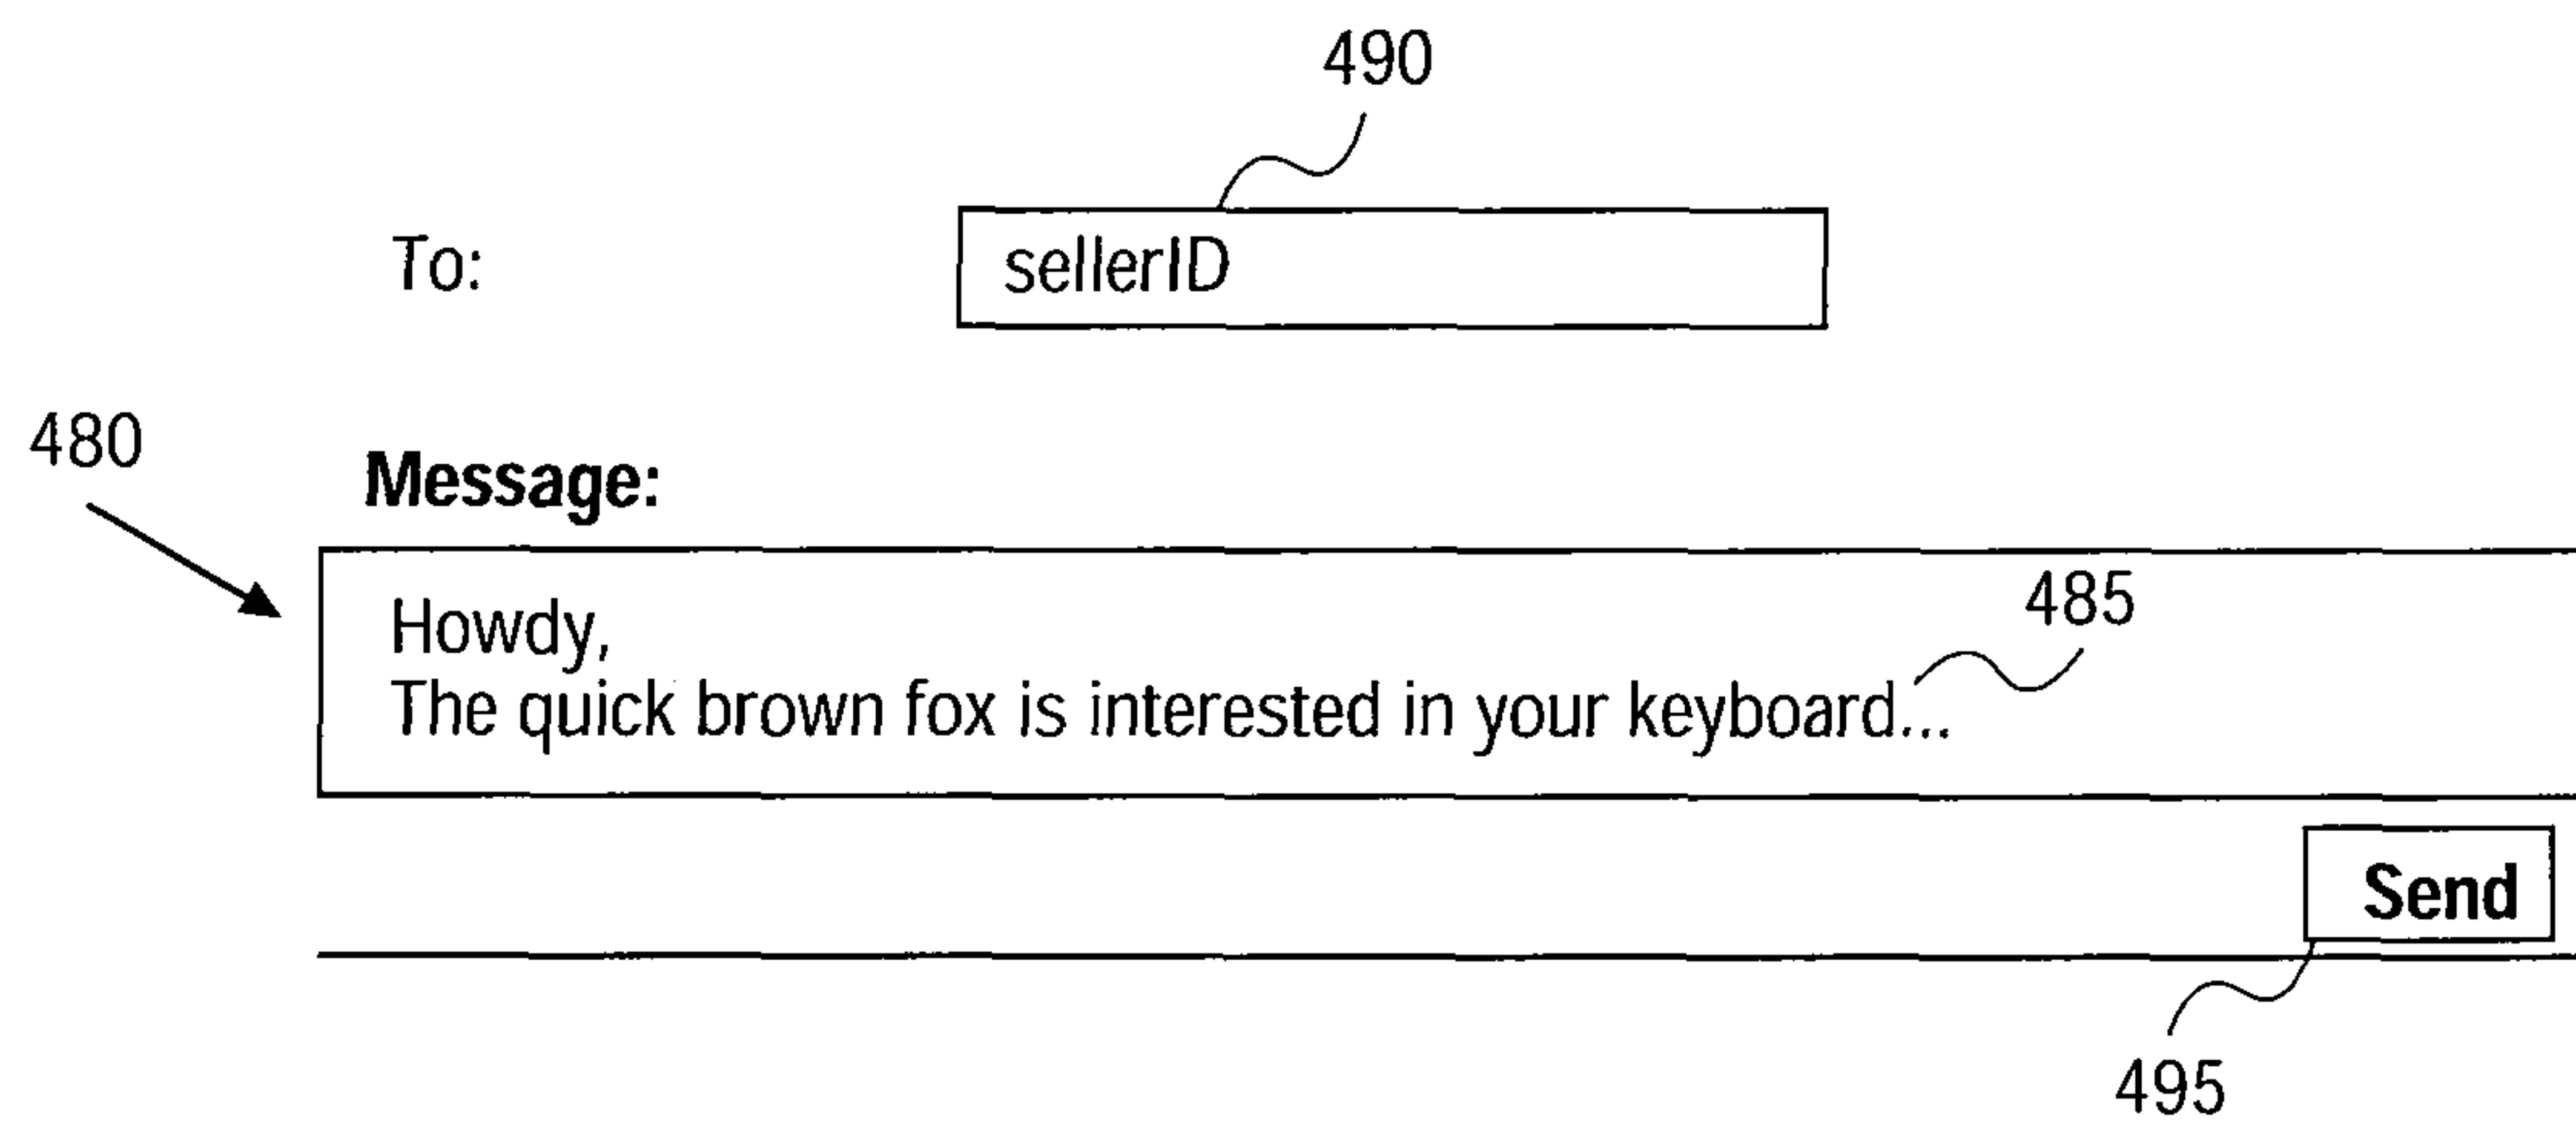 490
To: sellerID
480
Message:
485
Howdy,
The quick brown fox is interested in your keyboard...
Send
495